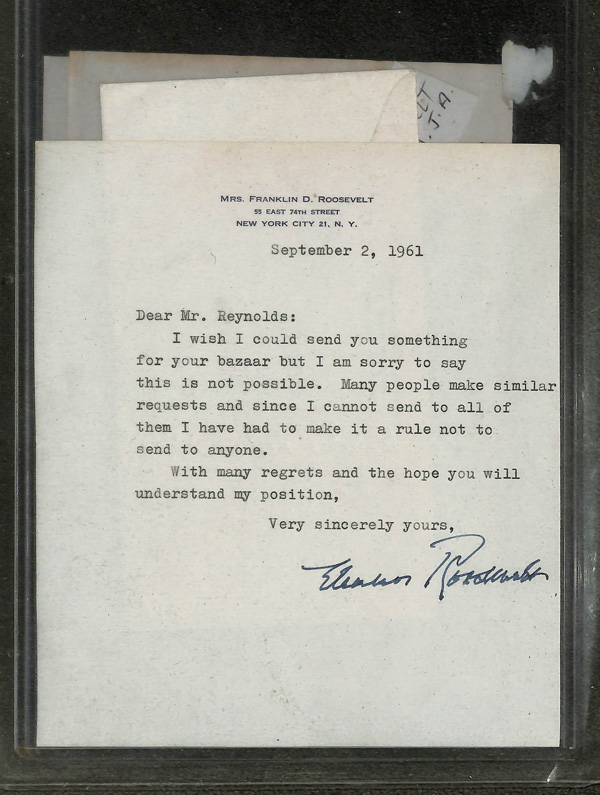 CT
J.A.
MRS. FRANKLIN D. ROOSEVELT
55 EAST 74TH STREET
NEW YORK CITY 21, N. Y.
September 2, 1961
Dear Mr. Reynolds:
I wish I could send you something
for your bazaar but I am sorry to say
this is not possible. Many people make similar
requests and since I cannot send to all of
them I have had to make it a rule not to
send to anyone.
With many regrets and the hope you will
understand my position,
Very sincerely yours,
Eleanor Roosevelt